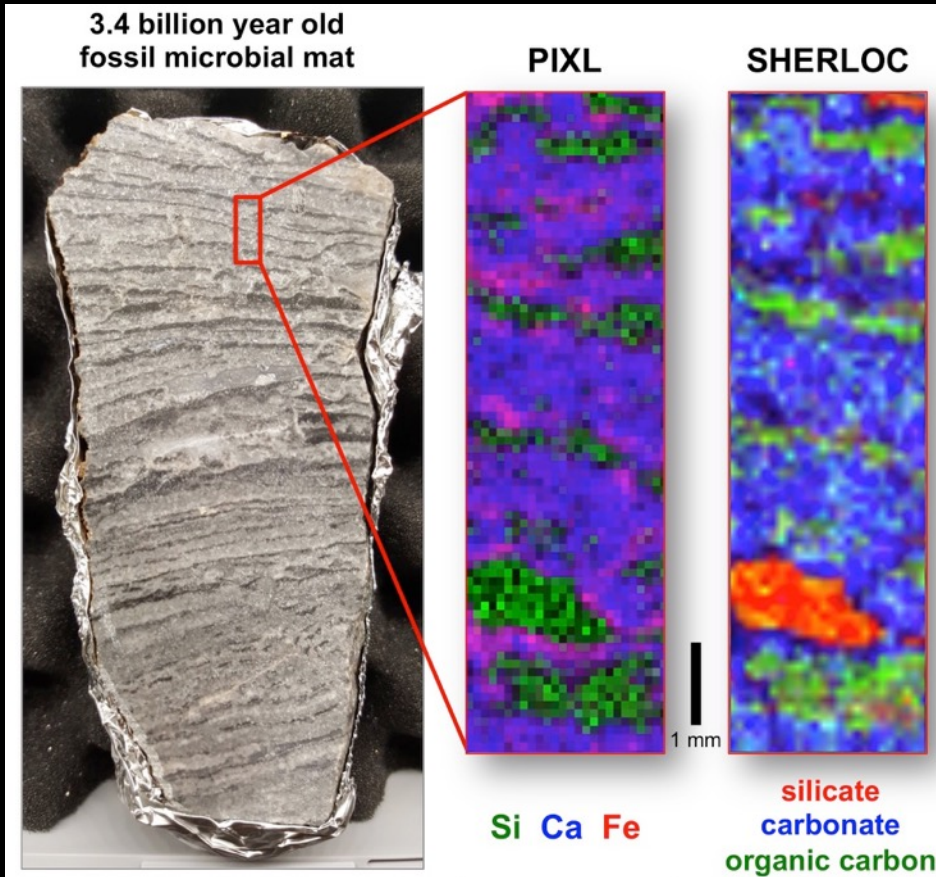 3.4 billion year old
fossil microbial mat
PIXL
SHERLOC
1 mm
Si Ca Fe
silicate
carbonate
organic carbon